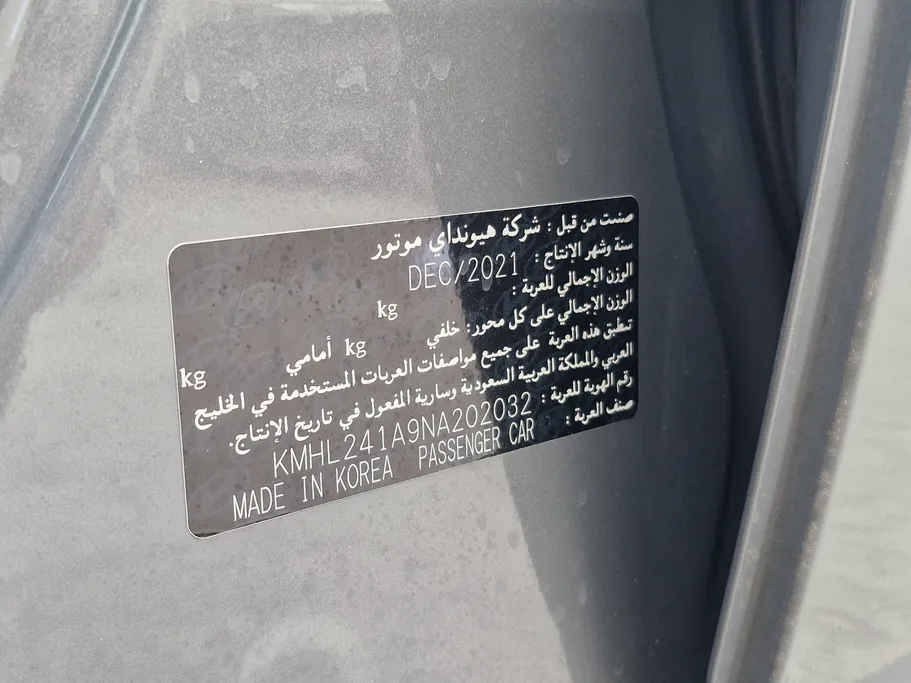 صنعت من قبل : شركة هيونداي موتور
سنة وشهر الإنتاج : DEC/2021
الوزن الإجمالي للعربة : kg
الوزن الإجمالي على كل محور : خلفي kg أمامي kg
تنطبق هذه العربة على جميع مواصفات العربات المستخدمة في الخليج
العربي والمملكة العربية السعودية وسارية المفعول في تاريخ الإنتاج.
رقم الهوية للعربة : KMHL241A9NA202032
صنف العربة : PASSENGER CAR MADE IN KOREA